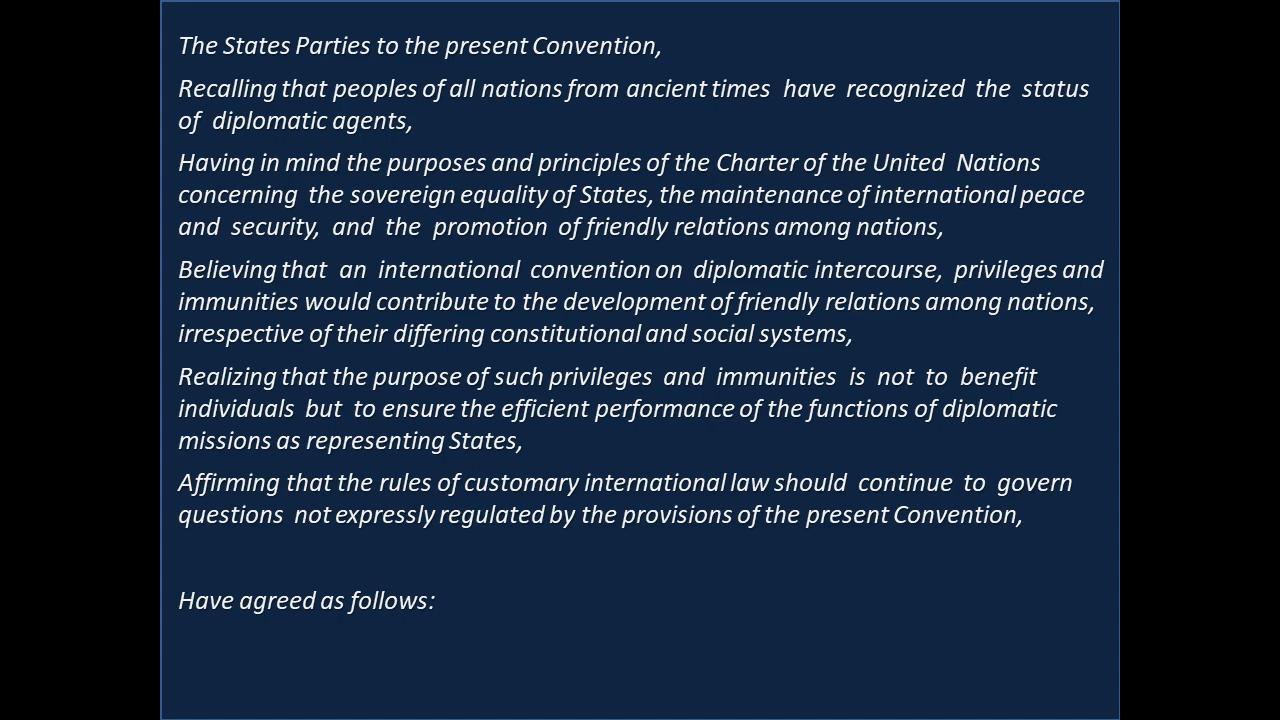 The States Parties to the present Convention,
Recalling that peoples of all nations from ancient times have recognized the status
of diplomatic agents,
Having in mind the purposes and principles of the Charter of the United Nations
concerning the sovereign equality of States, the maintenance of international peace
and security, and the promotion of friendly relations among nations,
Believing that an international convention on diplomatic intercourse, privileges and
immunities would contribute to the development of friendly relations among nations,
irrespective of their differing constitutional and social systems,
Realizing that the purpose of such privileges and immunities is not to benefit
individuals but to ensure the efficient performance of the functions of diplomatic
missions as representing States,
Affirming that the rules of customary international law should continue to govern
questions not expressly regulated by the provisions of the present Convention,
Have agreed as follows: